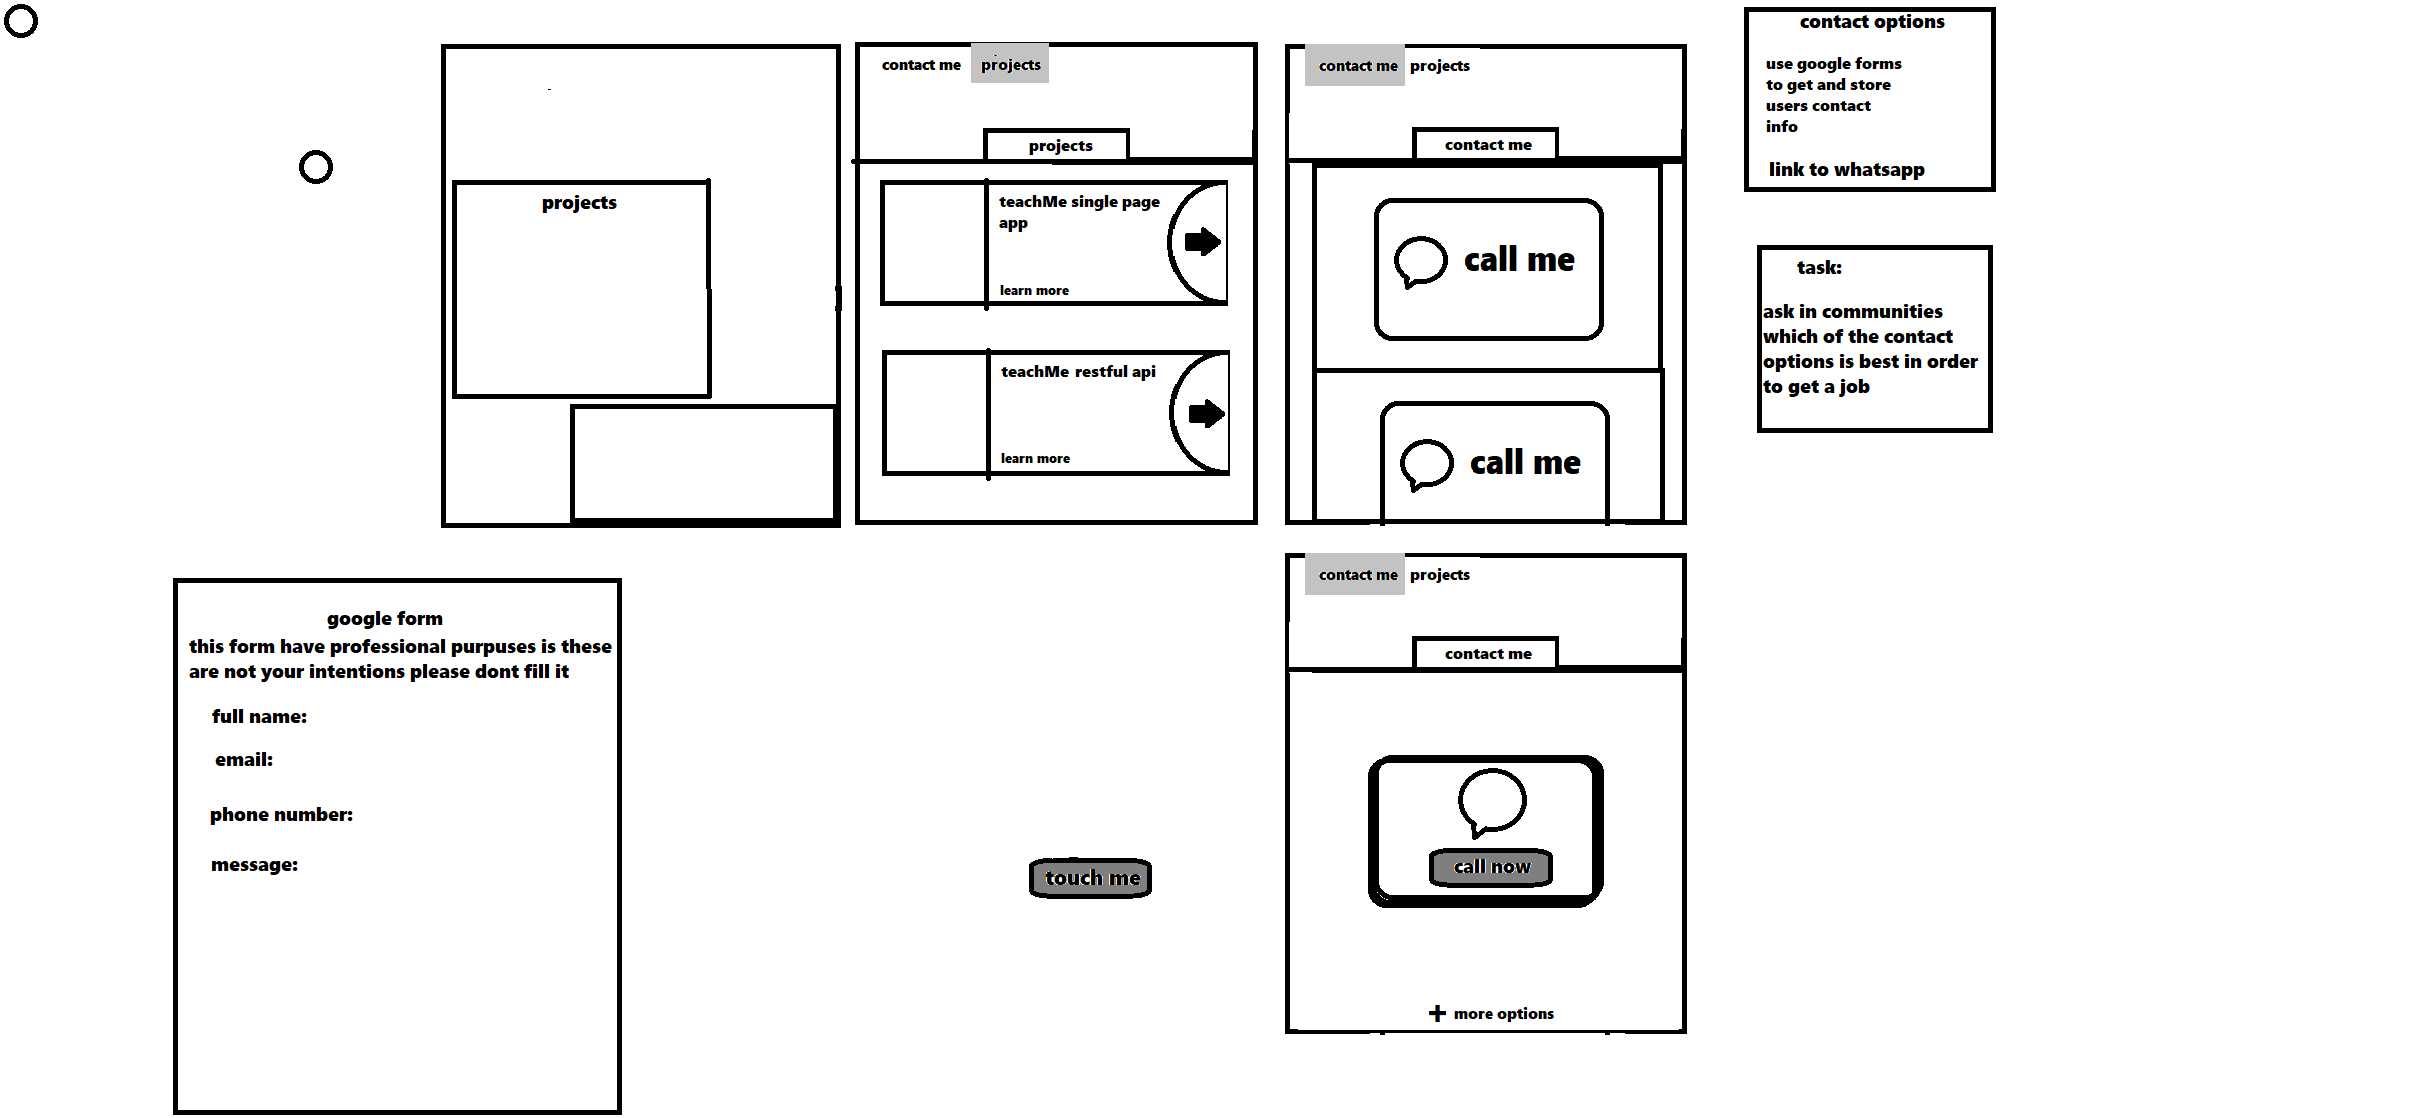 projects
contact me projects
projects
teachMe single page
app
learn more
teachMe restful api
learn more
contact me projects
contact me
call me
call me
contact options
use google forms
to get and store
users contact
info
link to whatsapp
task:
ask in communities
which of the contact
options is best in order
to get a job
google form
this form have professional purpuses is these
are not your intentions please dont fill it
full name:
email:
phone number:
message:
touch me
contact me projects
contact me
call now
+ more options